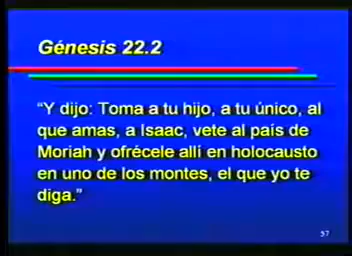 Génesis 22.2
“Y dijo: Toma a tu hijo, a tu único, al
que amas, a Isaac, vete al país de
Moriah y ofrécele allí en holocausto
en uno de los montes, el que yo te
diga.”
57